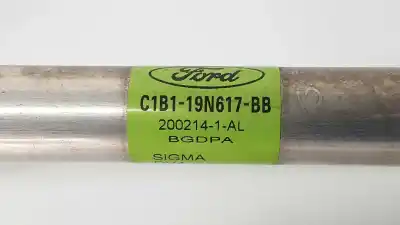 Ford
C1B1-19N617-BB
200214-1-AL
BGDPA
SIGMA